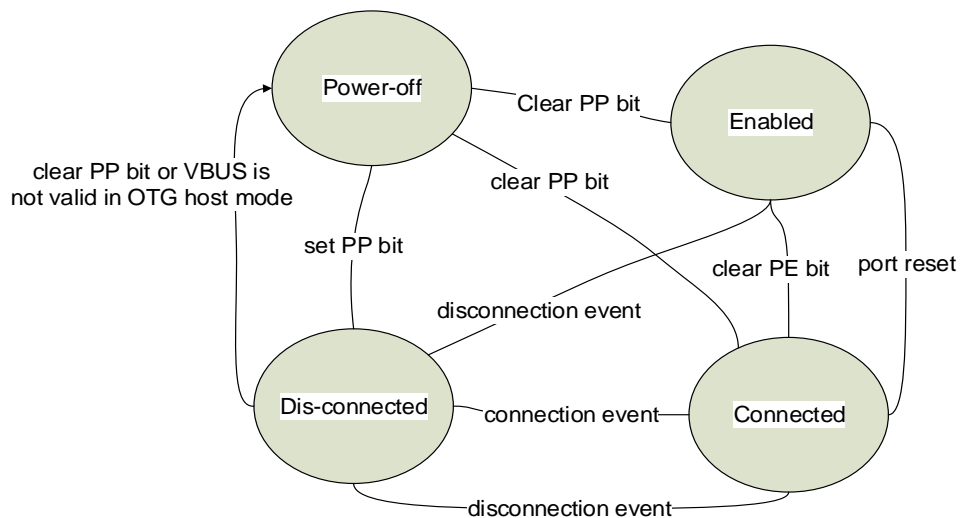 Power-off
Clear PP bit
Enabled
clear PP bit or VBUS is
not valid in OTG host mode
clear PP bit
set PP bit
clear PE bit
port reset
disconnection event
Dis-connected
connection event
Connected
disconnection event